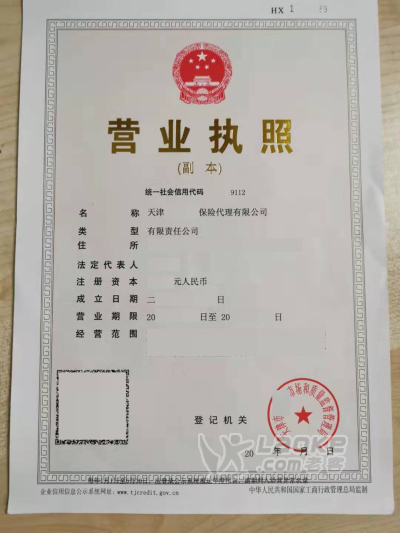 HX 1
营业执照
(副 本)
统一社会信用代码 9112
名 称 天津 保险代理有限公司
类 型 有限责任公司
住 所
法定代表人
注册资本 元人民币
成立日期 二 日
营业期限 20 日至 20 日
经营范围
登记机关
20 年 月 日
企业信用信息公示系统网址: www.tjcredit.gov.cn
中华人民共和国国家工商行政管理总局监制